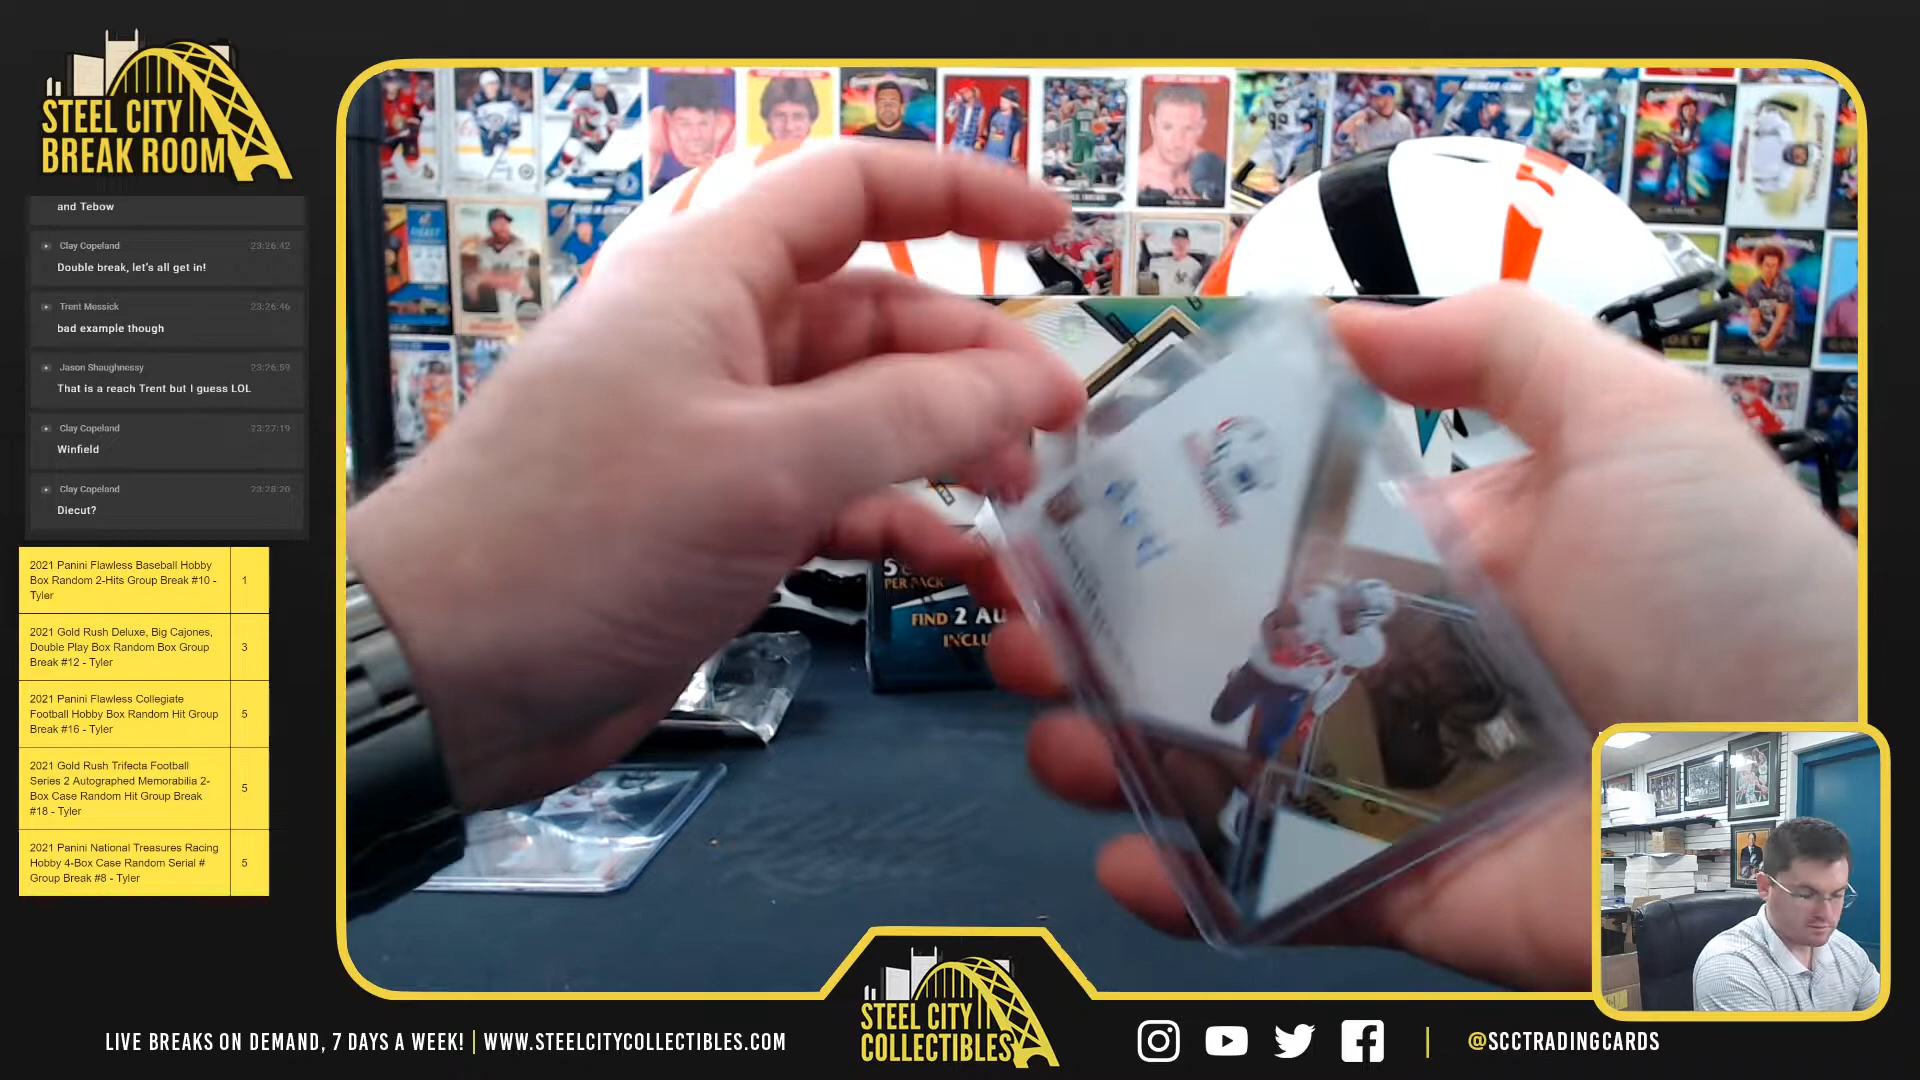 STEEL CITY
BREAK ROOM
and Tebow
Clay Copeland 23:26:42
Double break, let's all get in!
Trent Messick 23:26:46
bad example though
Jason Shaughnessy 23:26:59
That is a reach Trent but I guess LOL
Clay Copeland 23:27:19
Winfield
Clay Copeland 23:28:20
Diecut?
2021 Panini Flawless Baseball Hobby
Box Random 2-Hits Group Break #10 -
Tyler
1
2021 Gold Rush Deluxe, Big Cajones,
Double Play Box Random Box Group
Break #12 - Tyler
3
2021 Panini Flawless Collegiate
Football Hobby Box Random Hit Group
Break #16 - Tyler
5
2021 Gold Rush Trifecta Football
Series 2 Autographed Memorabilia 2-
Box Case Random Hit Group Break
#18 - Tyler
5
2021 Panini National Treasures Racing
Hobby 4-Box Case Random Serial #
Group Break #8 - Tyler
5
5
PER PACK
FIND 2 AU
INCLU
STEEL CITY
COLLECTIBLES
LIVE BREAKS ON DEMAND, 7 DAYS A WEEK! | WWW.STEELCITYCOLLECTIBLES.COM
| @SCCTRADINGCARDS